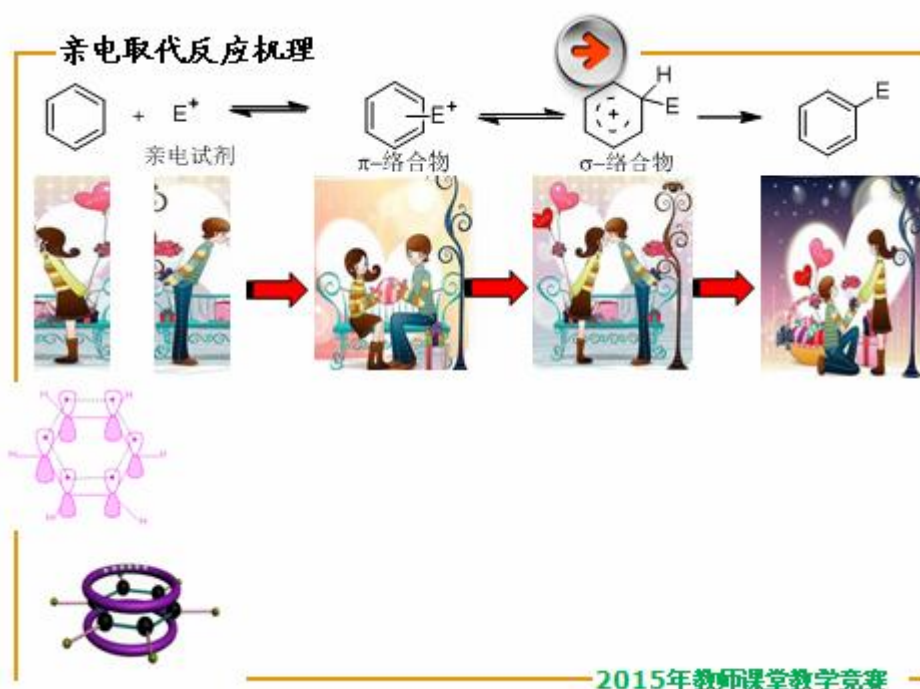 亲电取代反应机理
H
+ E+ E+ + E E
亲电试剂
π-络合物 σ-络合物
H H
H H
H H
2015年教师课堂教学竞赛